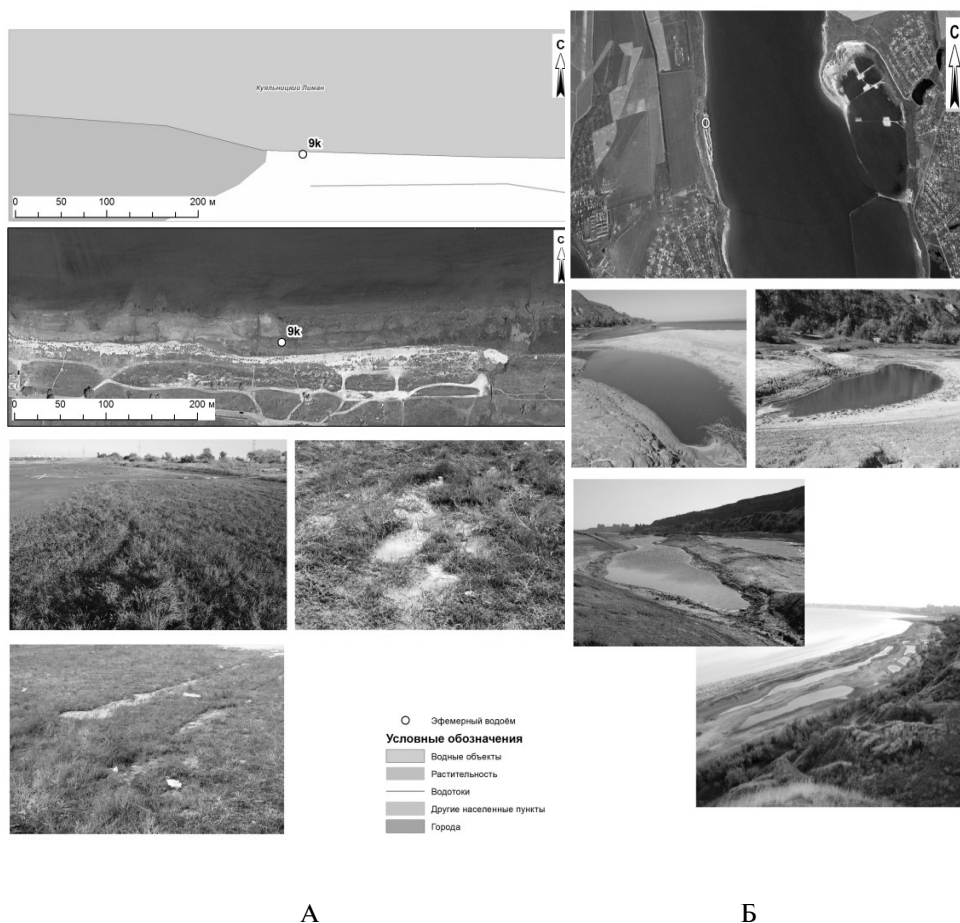 С
Куяльницкий Лиман
9k
0 50 100 200 м
С
9k
0 50 100 200 м
С
Эфемерный водоём
Условные обозначения
Водные объекты
Растительность
Водотоки
Другие населенные пункты
Города
А Б